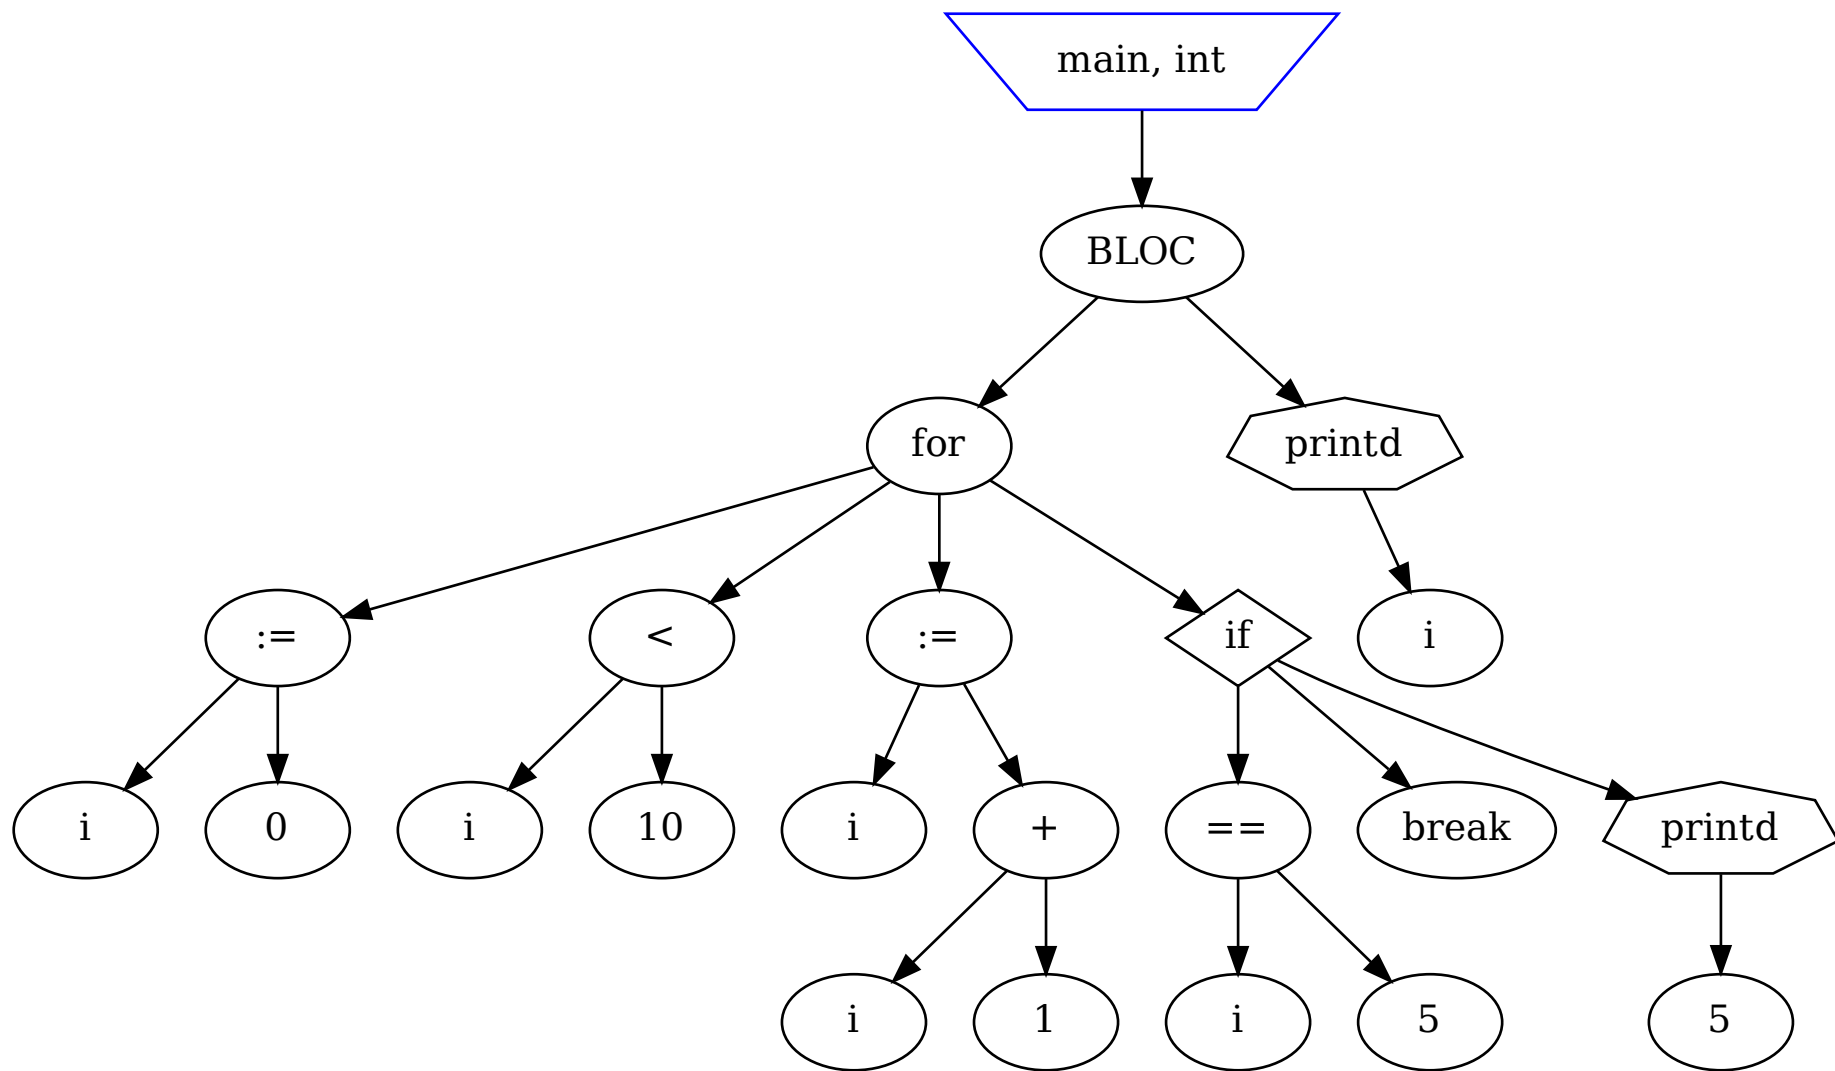 main, int
BLOC
for
printd
:=
<
:=
if
i
i
0
i
10
i
+
==
break
printd
i
1
i
5
5